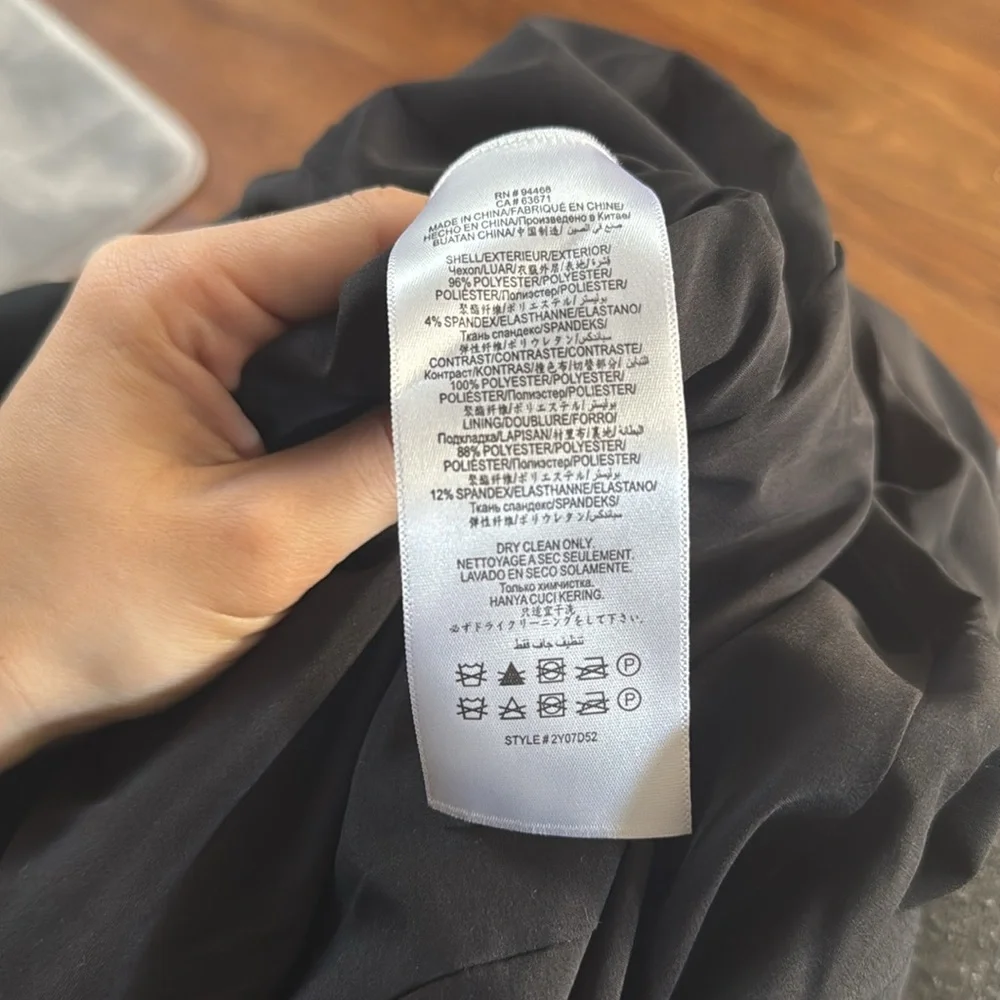 RN # 94468
CA # 63671
MADE IN CHINA/FABRIQUÉ EN CHINE/
HECHO EN CHINA/Произведено в Китае/
BUATAN CHINA/中国制造/ صنع في الصين
SHELL/EXTERIEUR/EXTERIOR/
Чехол/LUAR/衣服外层/表地/قشرة
96% POLYESTER/POLYESTER/
POLIÉSTER/Полиэстер/POLIESTER/
聚酯纤维/ポリエステル/بوليستر
4% SPANDEX/ELASTHANNE/ELASTANO/
Ткань спандекс/SPANDEKS/
弹性纤维/ポリウレタン/سباندكس
CONTRAST/CONTRASTE/CONTRASTE/
Контраст/KONTRAS/撞色布/切替部分/التباين
100% POLYESTER/POLYESTER/
POLIÉSTER/Полиэстер/POLIESTER/
聚酯纤维/ポリエステル/بوليستر
LINING/DOUBLURE/FORRO/
Подкладка/LAPISAN/衬里布/裏地/البطانة
88% POLYESTER/POLYESTER/
POLIÉSTER/Полиэстер/POLIESTER/
聚酯纤维/ポリエステル/بوليستر
12% SPANDEX/ELASTHANNE/ELASTANO/
Ткань спандекс/SPANDEKS/
弹性纤维/ポリウレタン/سباندكس
DRY CLEAN ONLY.
NETTOYAGE A SEC SEULEMENT.
LAVADO EN SECO SOLAMENTE.
Только химчистка.
HANYA CUCI KERING.
只适宜干洗
必ずドライクリーニングをして下さい.
تنظيف جاف فقط
P
P
STYLE # 2Y07D52